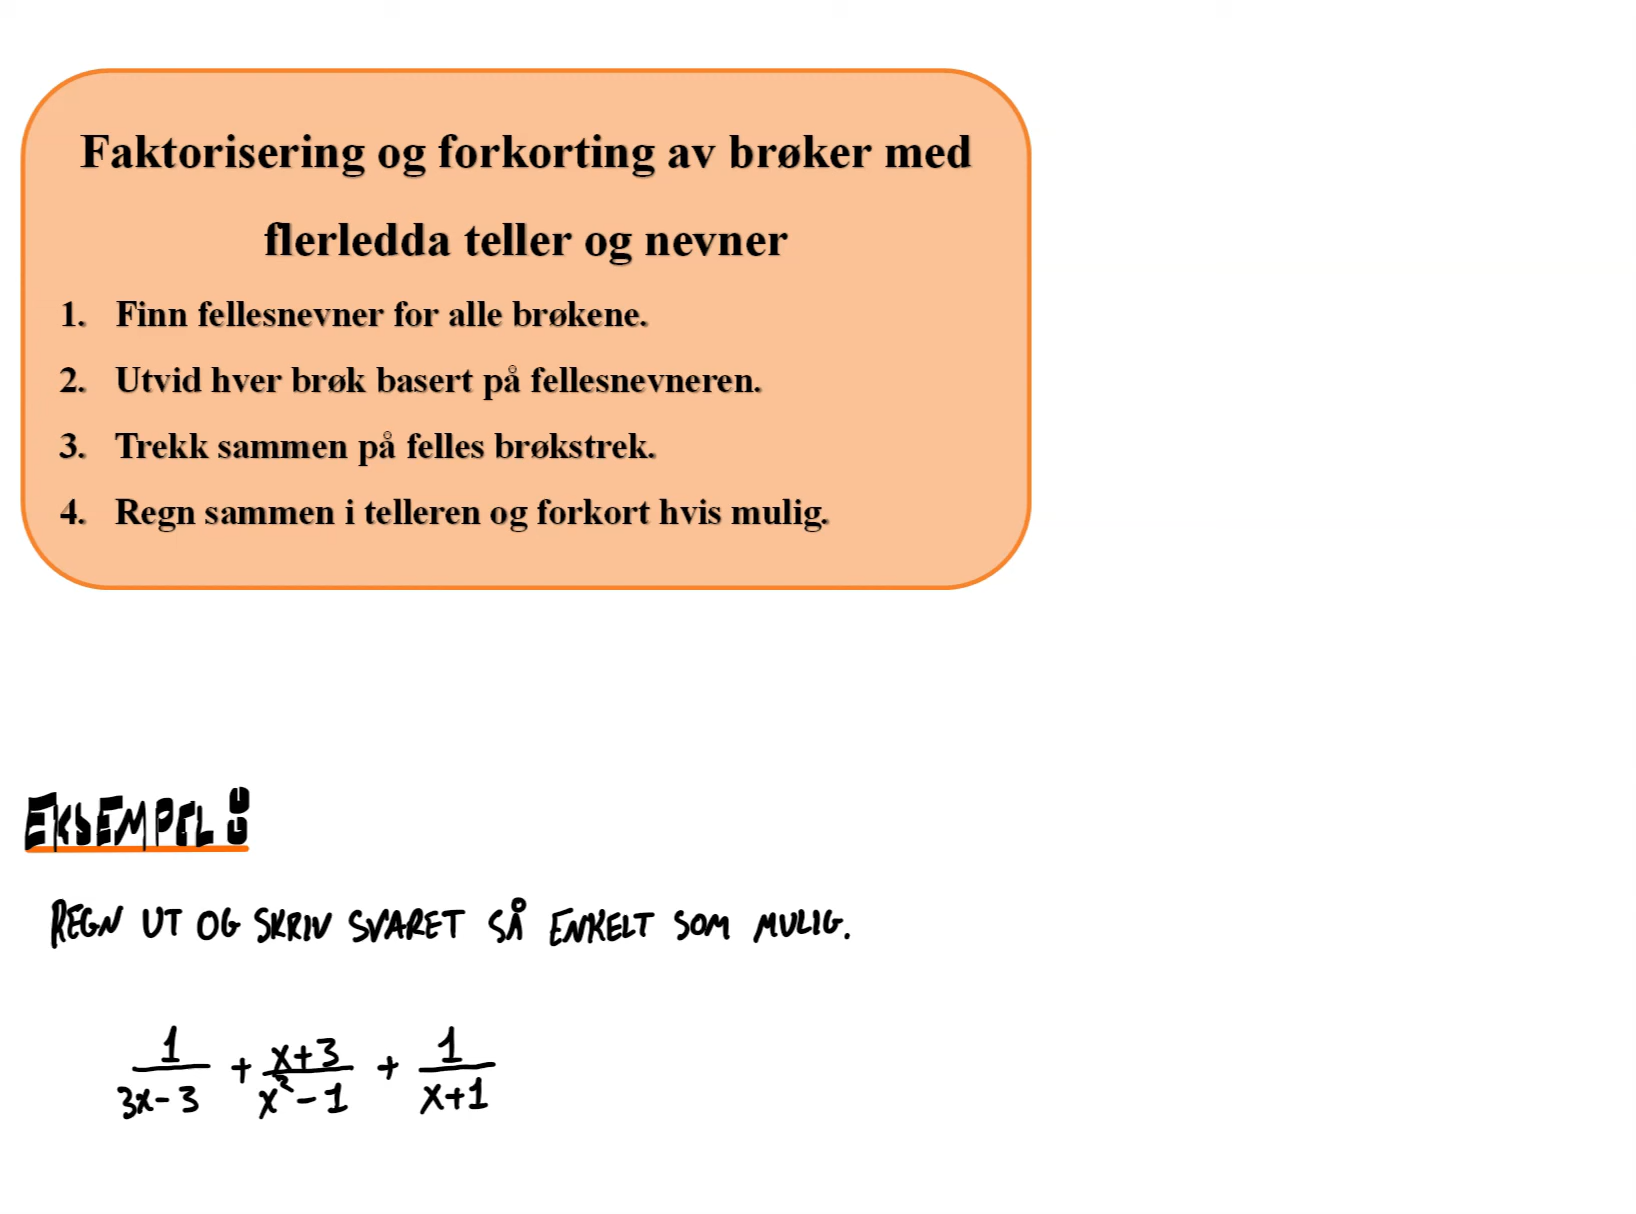 Faktorisering og forkorting av brøker med
flerledda teller og nevner
1. Finn fellesnevner for alle brøkene.
2. Utvid hver brøk basert på fellesnevneren.
3. Trekk sammen på felles brøkstrek.
4. Regn sammen i telleren og forkort hvis mulig.
EKSEMPEL:
REGN UT OG SKRIV SVARET SÅ ENKELT SOM MULIG.
1/(3x-3) + (x+3)/(x²-1) + 1/(x+1)